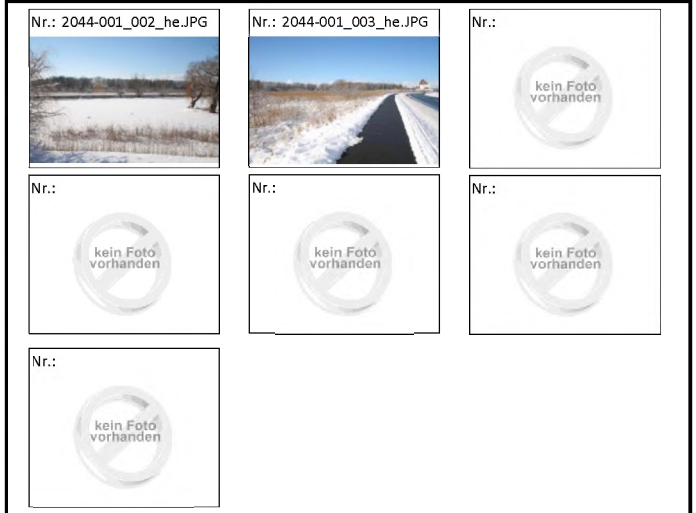 Nr.: 2044-001_002_he.JPG
Nr.: 2044-001_003_he.JPG
Nr.:
kein Foto
vorhanden
Nr.:
kein Foto
vorhanden
Nr.:
kein Foto
vorhanden
Nr.:
kein Foto
vorhanden
Nr.:
kein Foto
vorhanden